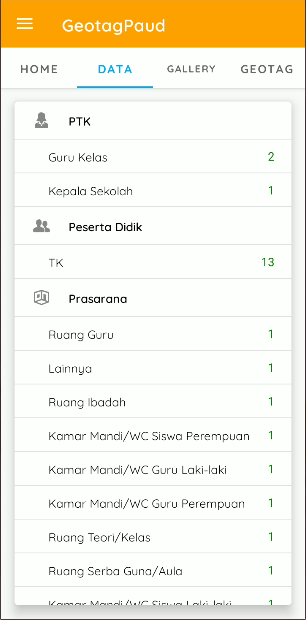 GeotagPaud
HOME DATA GALLERY GEOTAG
PTK
Guru Kelas 2
Kepala Sekolah 1
Peserta Didik
TK 13
Prasarana
Ruang Guru 1
Lainnya 1
Ruang Ibadah 1
Kamar Mandi/WC Siswa Perempuan 1
Kamar Mandi/WC Guru Laki-laki 1
Kamar Mandi/WC Guru Perempuan 1
Ruang Teori/Kelas 1
Ruang Serba Guna/Aula 1
Kamar Mandi/WC Siswa Laki-laki 1